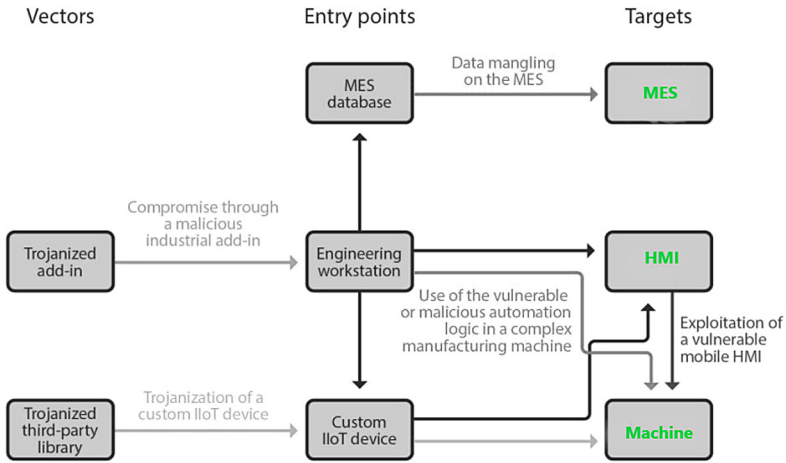 Vectors
Entry points
Targets
MES
database
Data mangling
on the MES
MES
Trojanized
add-in
Compromise through
a malicious
industrial add-in
Engineering
workstation
HMI
Use of the vulnerable
or malicious automation
logic in a complex
manufacturing machine
Exploitation of
a vulnerable
mobile HMI
Trojanized
third-party
library
Trojanization of a
custom IIoT device
Custom
IIoT device
Machine